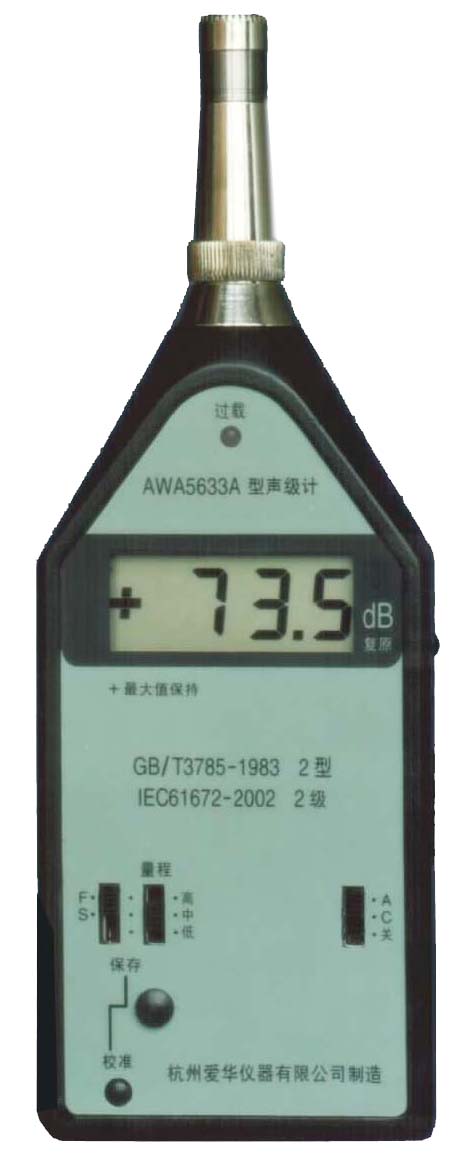 过载
AWA5633A 型声级计
+ 73.5 dB
复原
+最大值保持
GB/T3785-1983 2型
IEC61672-2002 2级
量程
F · · · 高 · A
S · · · 中 · C
· · 低 · 关
保存
校准
杭州爱华仪器有限公司制造